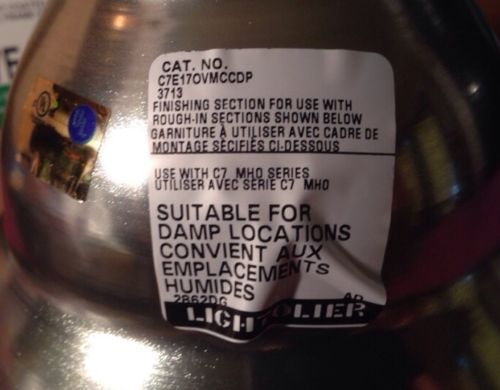 CAT. NO.
C7E170VMCCDP
3713
FINISHING SECTION FOR USE WITH
ROUGH-IN SECTIONS SHOWN BELOW
GARNITURE À UTILISER AVEC CADRE DE
MONTAGE SÉCIFIÉS CI-DESSOUS
USE WITH C7 MHO SERIES
UTILISER AVEC SERIE C7 MHO
SUITABLE FOR
DAMP LOCATIONS
CONVIENT AUX
EMPLACEMENTS
HUMIDES
2862DG
LIGHTOLIER